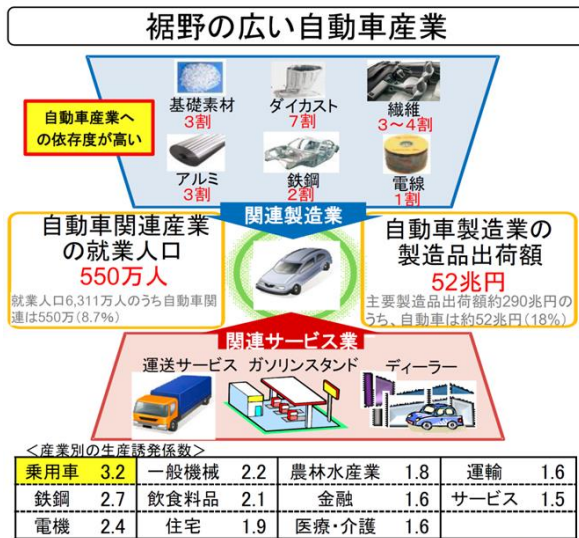 裾野の広い自動車産業
自動車産業へ
の依存度が高い
基礎素材
3割
ダイカスト
7割
繊維
3～4割
アルミ
3割
鉄鋼
2割
電線
1割
関連製造業
自動車関連産業
の就業人口
550万人
就業人口6,311万人のうち自動車関
連は550万(8.7%)
自動車製造業の
製造品出荷額
52兆円
主要製造品出荷額約290兆円の
うち、自動車は約52兆円(18%)
関連サービス業
運送サービス ガソリンスタンド ディーラー
＜産業別の生産誘発係数＞
乗用車 3.2 一般機械 2.2 農林水産業 1.8 運輸 1.6
鉄鋼 2.7 飲食料品 2.1 金融 1.6 サービス 1.5
電機 2.4 住宅 1.9 医療・介護 1.6